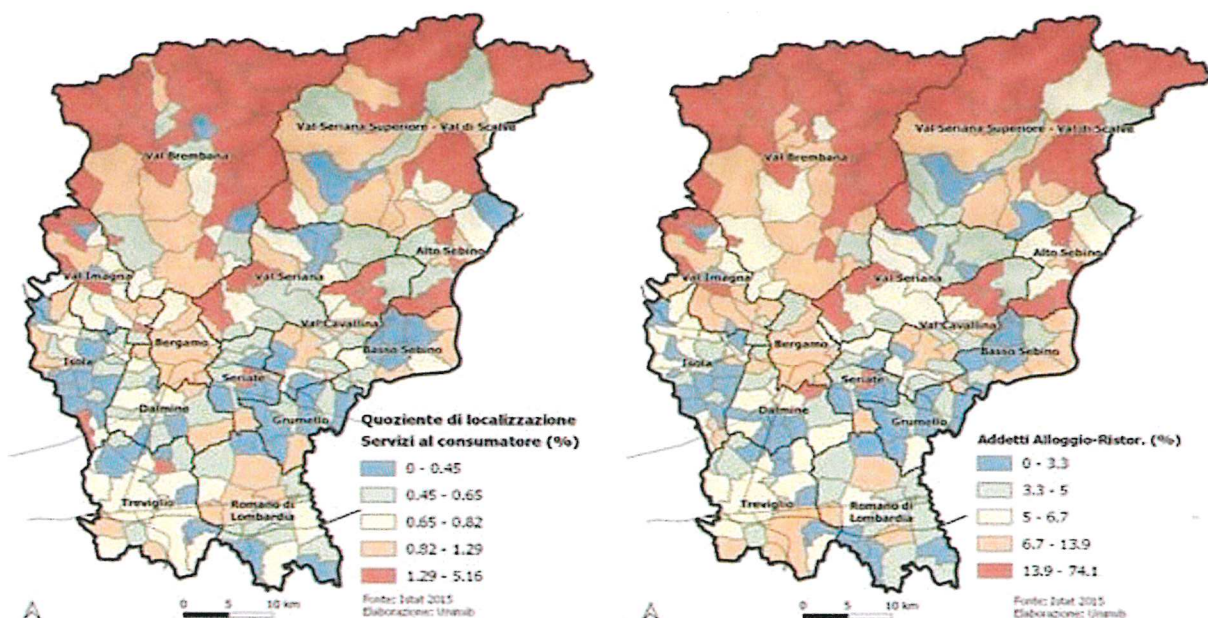 Val Seriana Superiore - Val di Scalve
Val Brembana
Alto Sebino
Val Imagna
Val Seriana
Val Cavallina
Bergamo
Basso Sebino
Isola
Seriate
Dalmine
Grumello
Treviglio
Romano di
Lombardia
Quoziente di localizzazione
Servizi al consumatore (%)
0 - 0.45
0.45 - 0.65
0.65 - 0.82
0.82 - 1.29
1.29 - 5.16
0 5 10 km
Fonte: Istat 2015
Elaborazione: Unimib
Val Seriana Superiore - Val di Scalve
Val Brembana
Alto Sebino
Val Imagna
Val Seriana
Val Cavallina
Bergamo
Basso Sebino
Isola
Seriate
Dalmine
Grumello
Treviglio
Romano di
Lombardia
Addetti Alloggio-Ristor. (%)
0 - 3.3
3.3 - 5
5 - 6.7
6.7 - 13.9
13.9 - 74.1
0 5 10 km
Fonte: Istat 2015
Elaborazione: Unimib